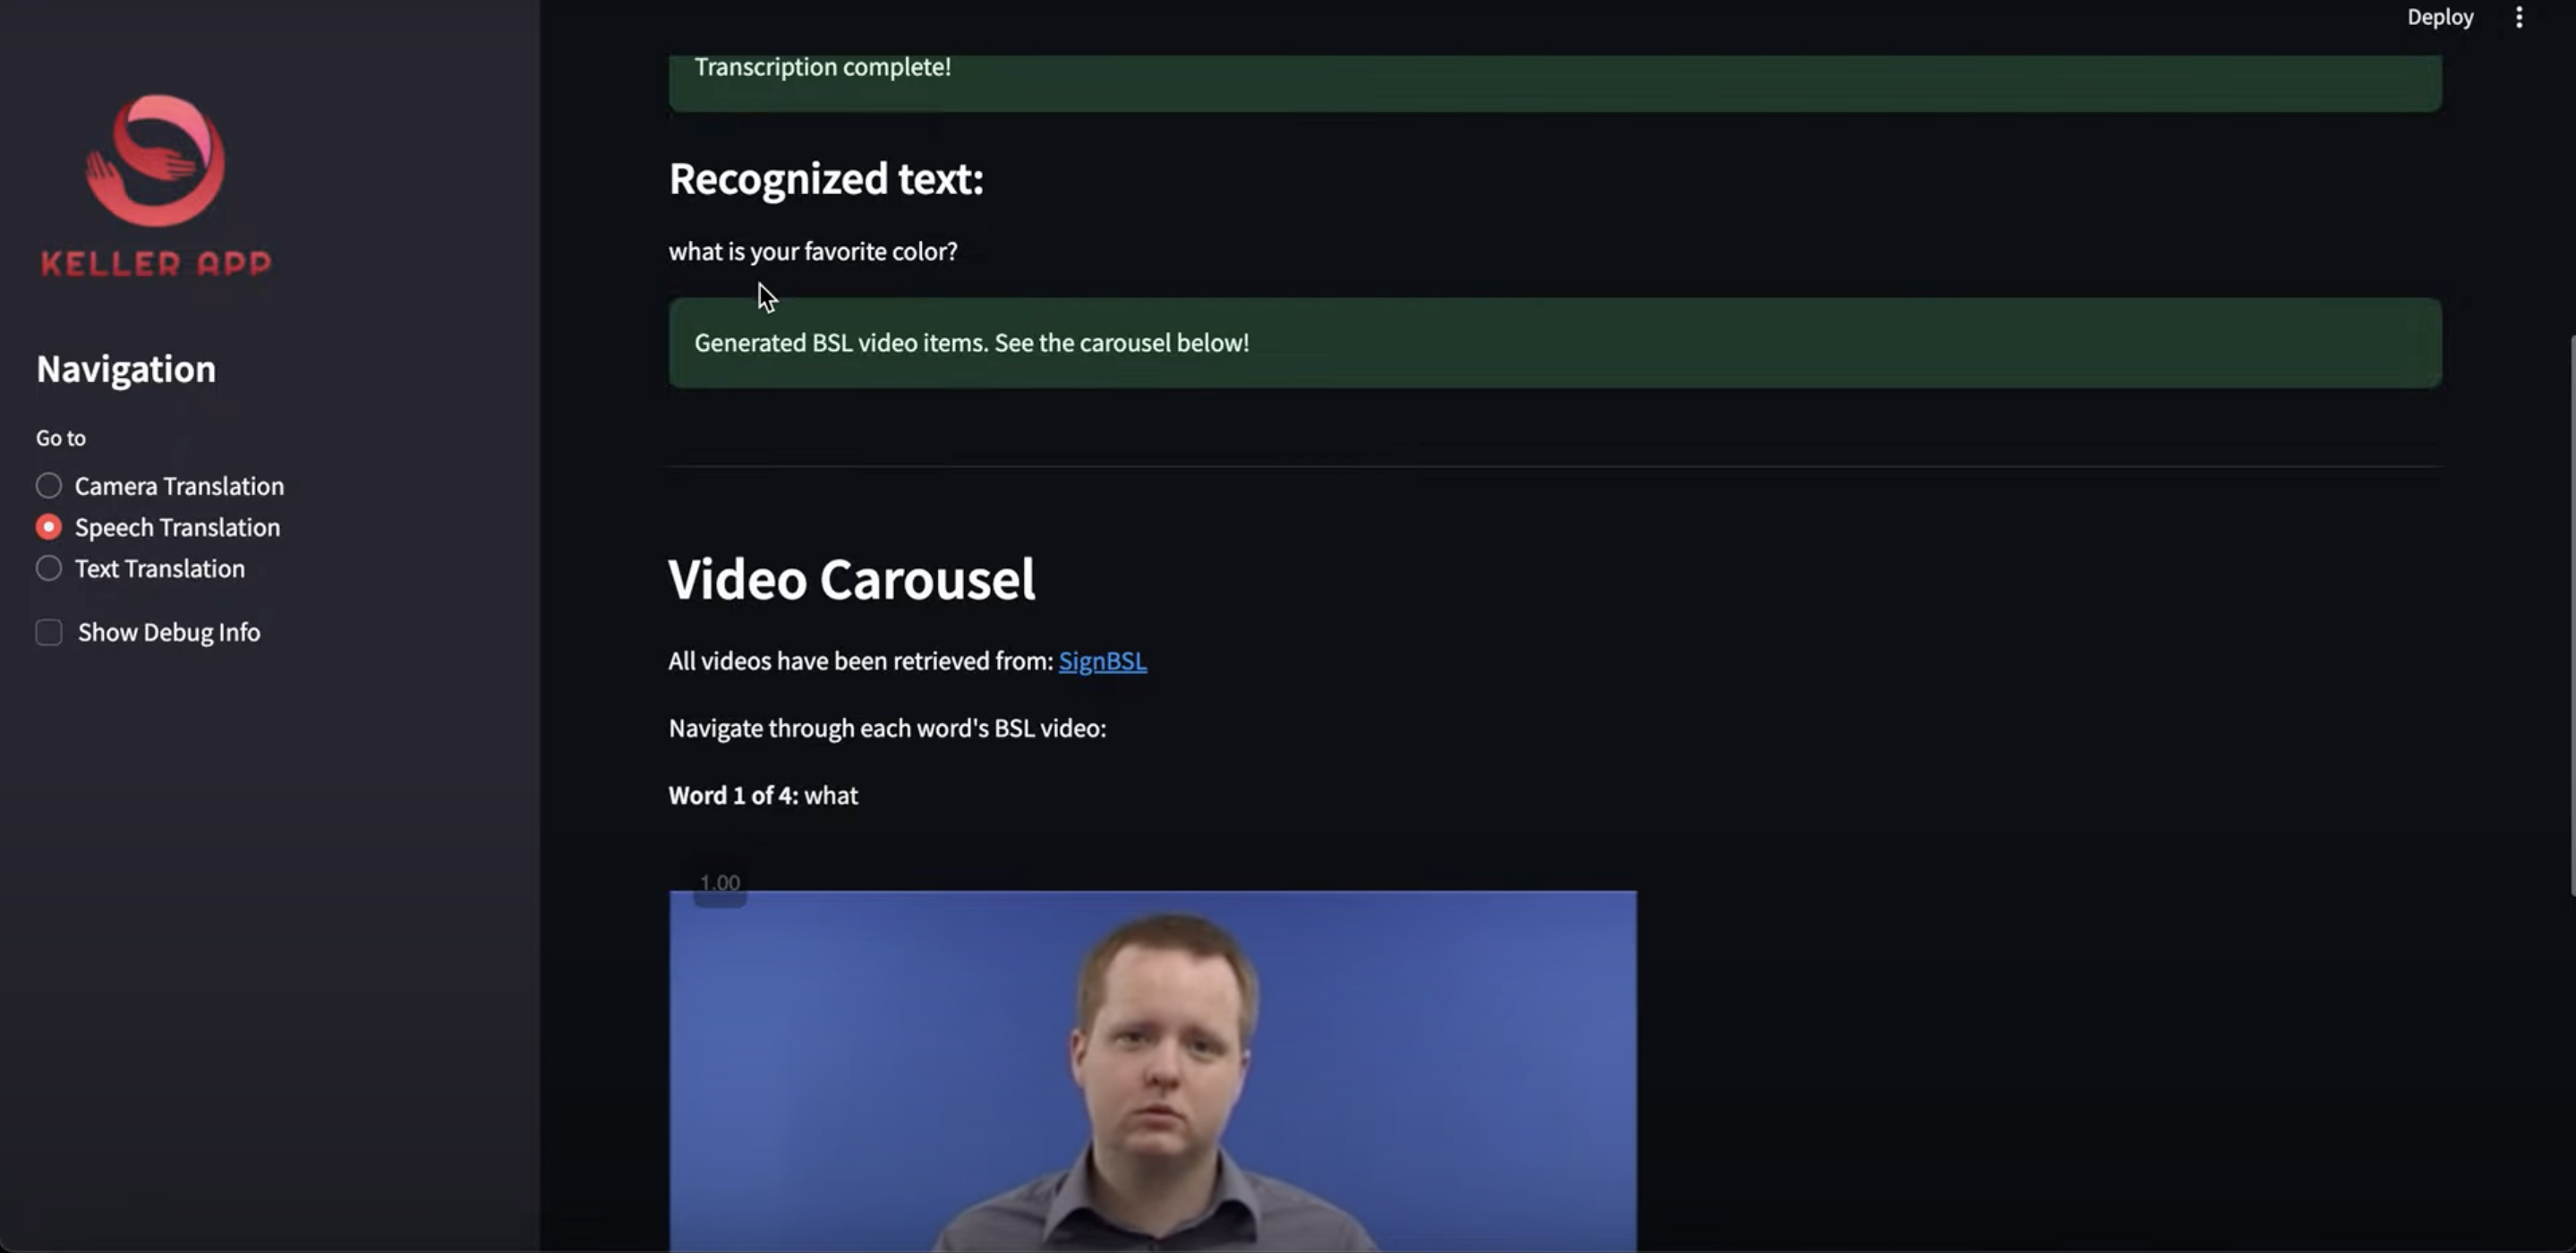 Deploy
KELLER APP
Navigation
Go to
Camera Translation
Speech Translation
Text Translation
Show Debug Info
Transcription complete!
Recognized text:
what is your favorite color?
Generated BSL video items. See the carousel below!
Video Carousel
All videos have been retrieved from: SignBSL
Navigate through each word's BSL video:
Word 1 of 4: what
1.00